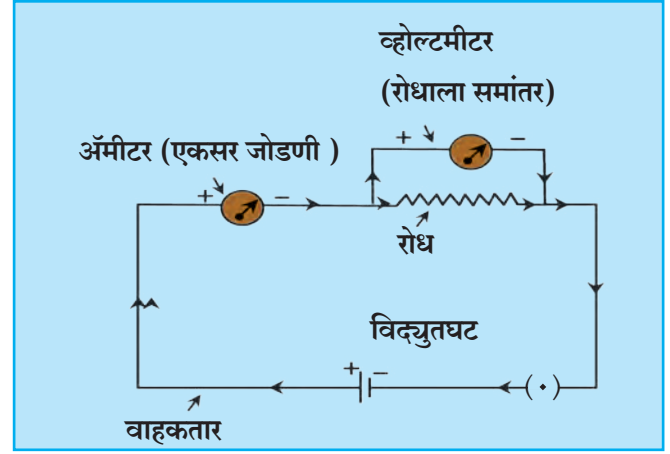 व्होल्टमीटर
(रोधाला समांतर)
+ −
ॲमीटर (एकसर जोडणी )
+ −
रोध
विद्युतघट
+ −
वाहकतार